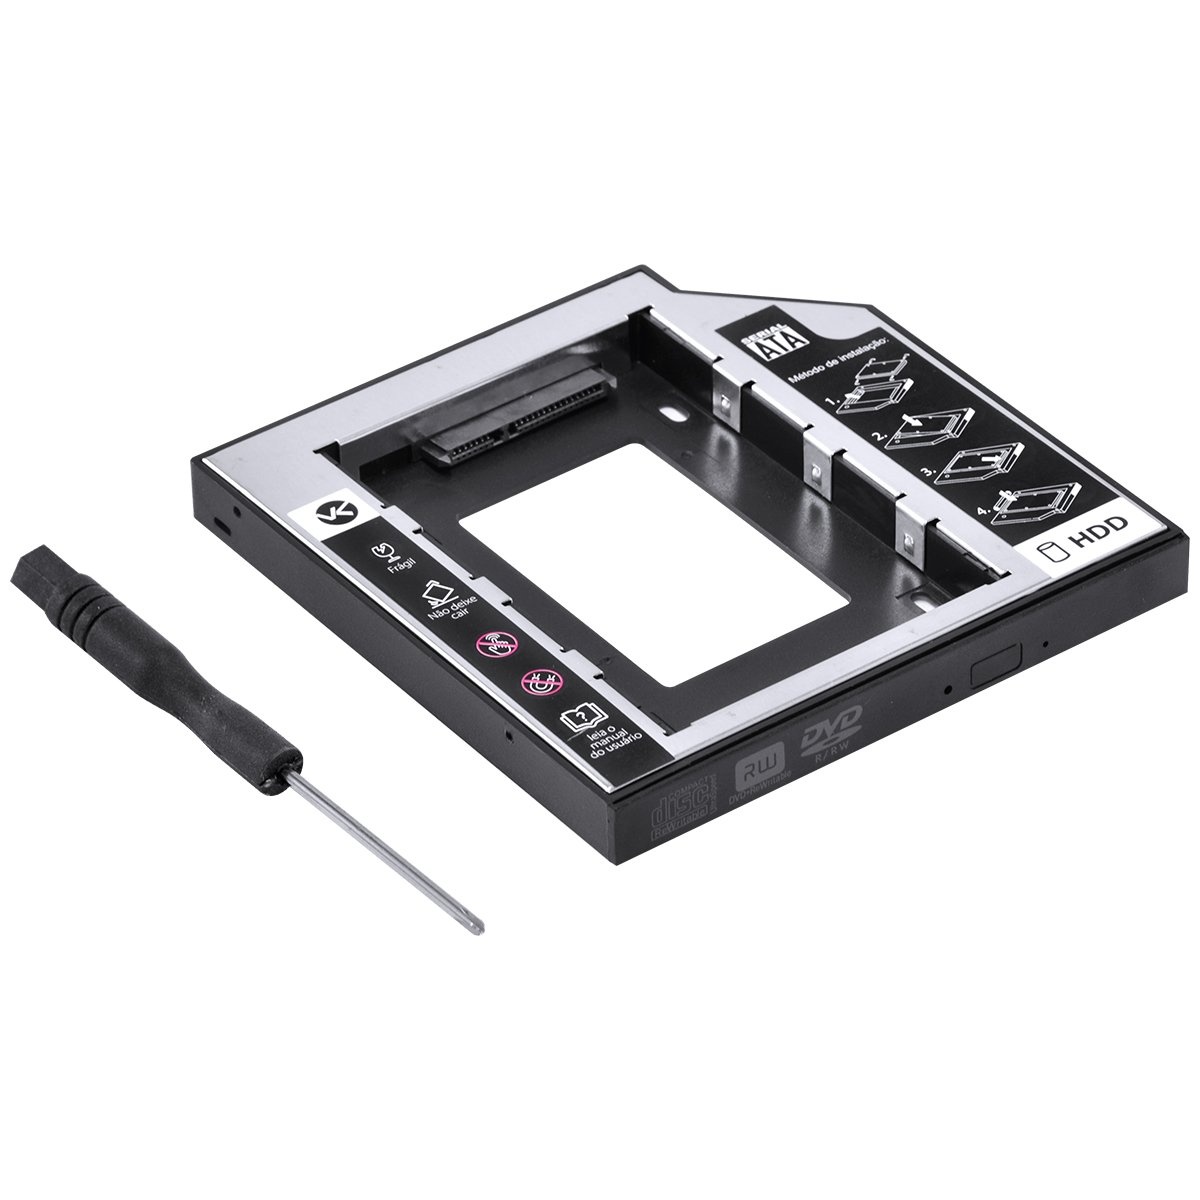 SERIAL
ATA
Método de instalação:
1.
2.
3.
4.
HDD
VK
Frágil
Não deixe
cair
?
leia o
manual
do usuário
COMPACT
disc
ReWritable
RW
DVD+ReWritable
DVD
R/RW